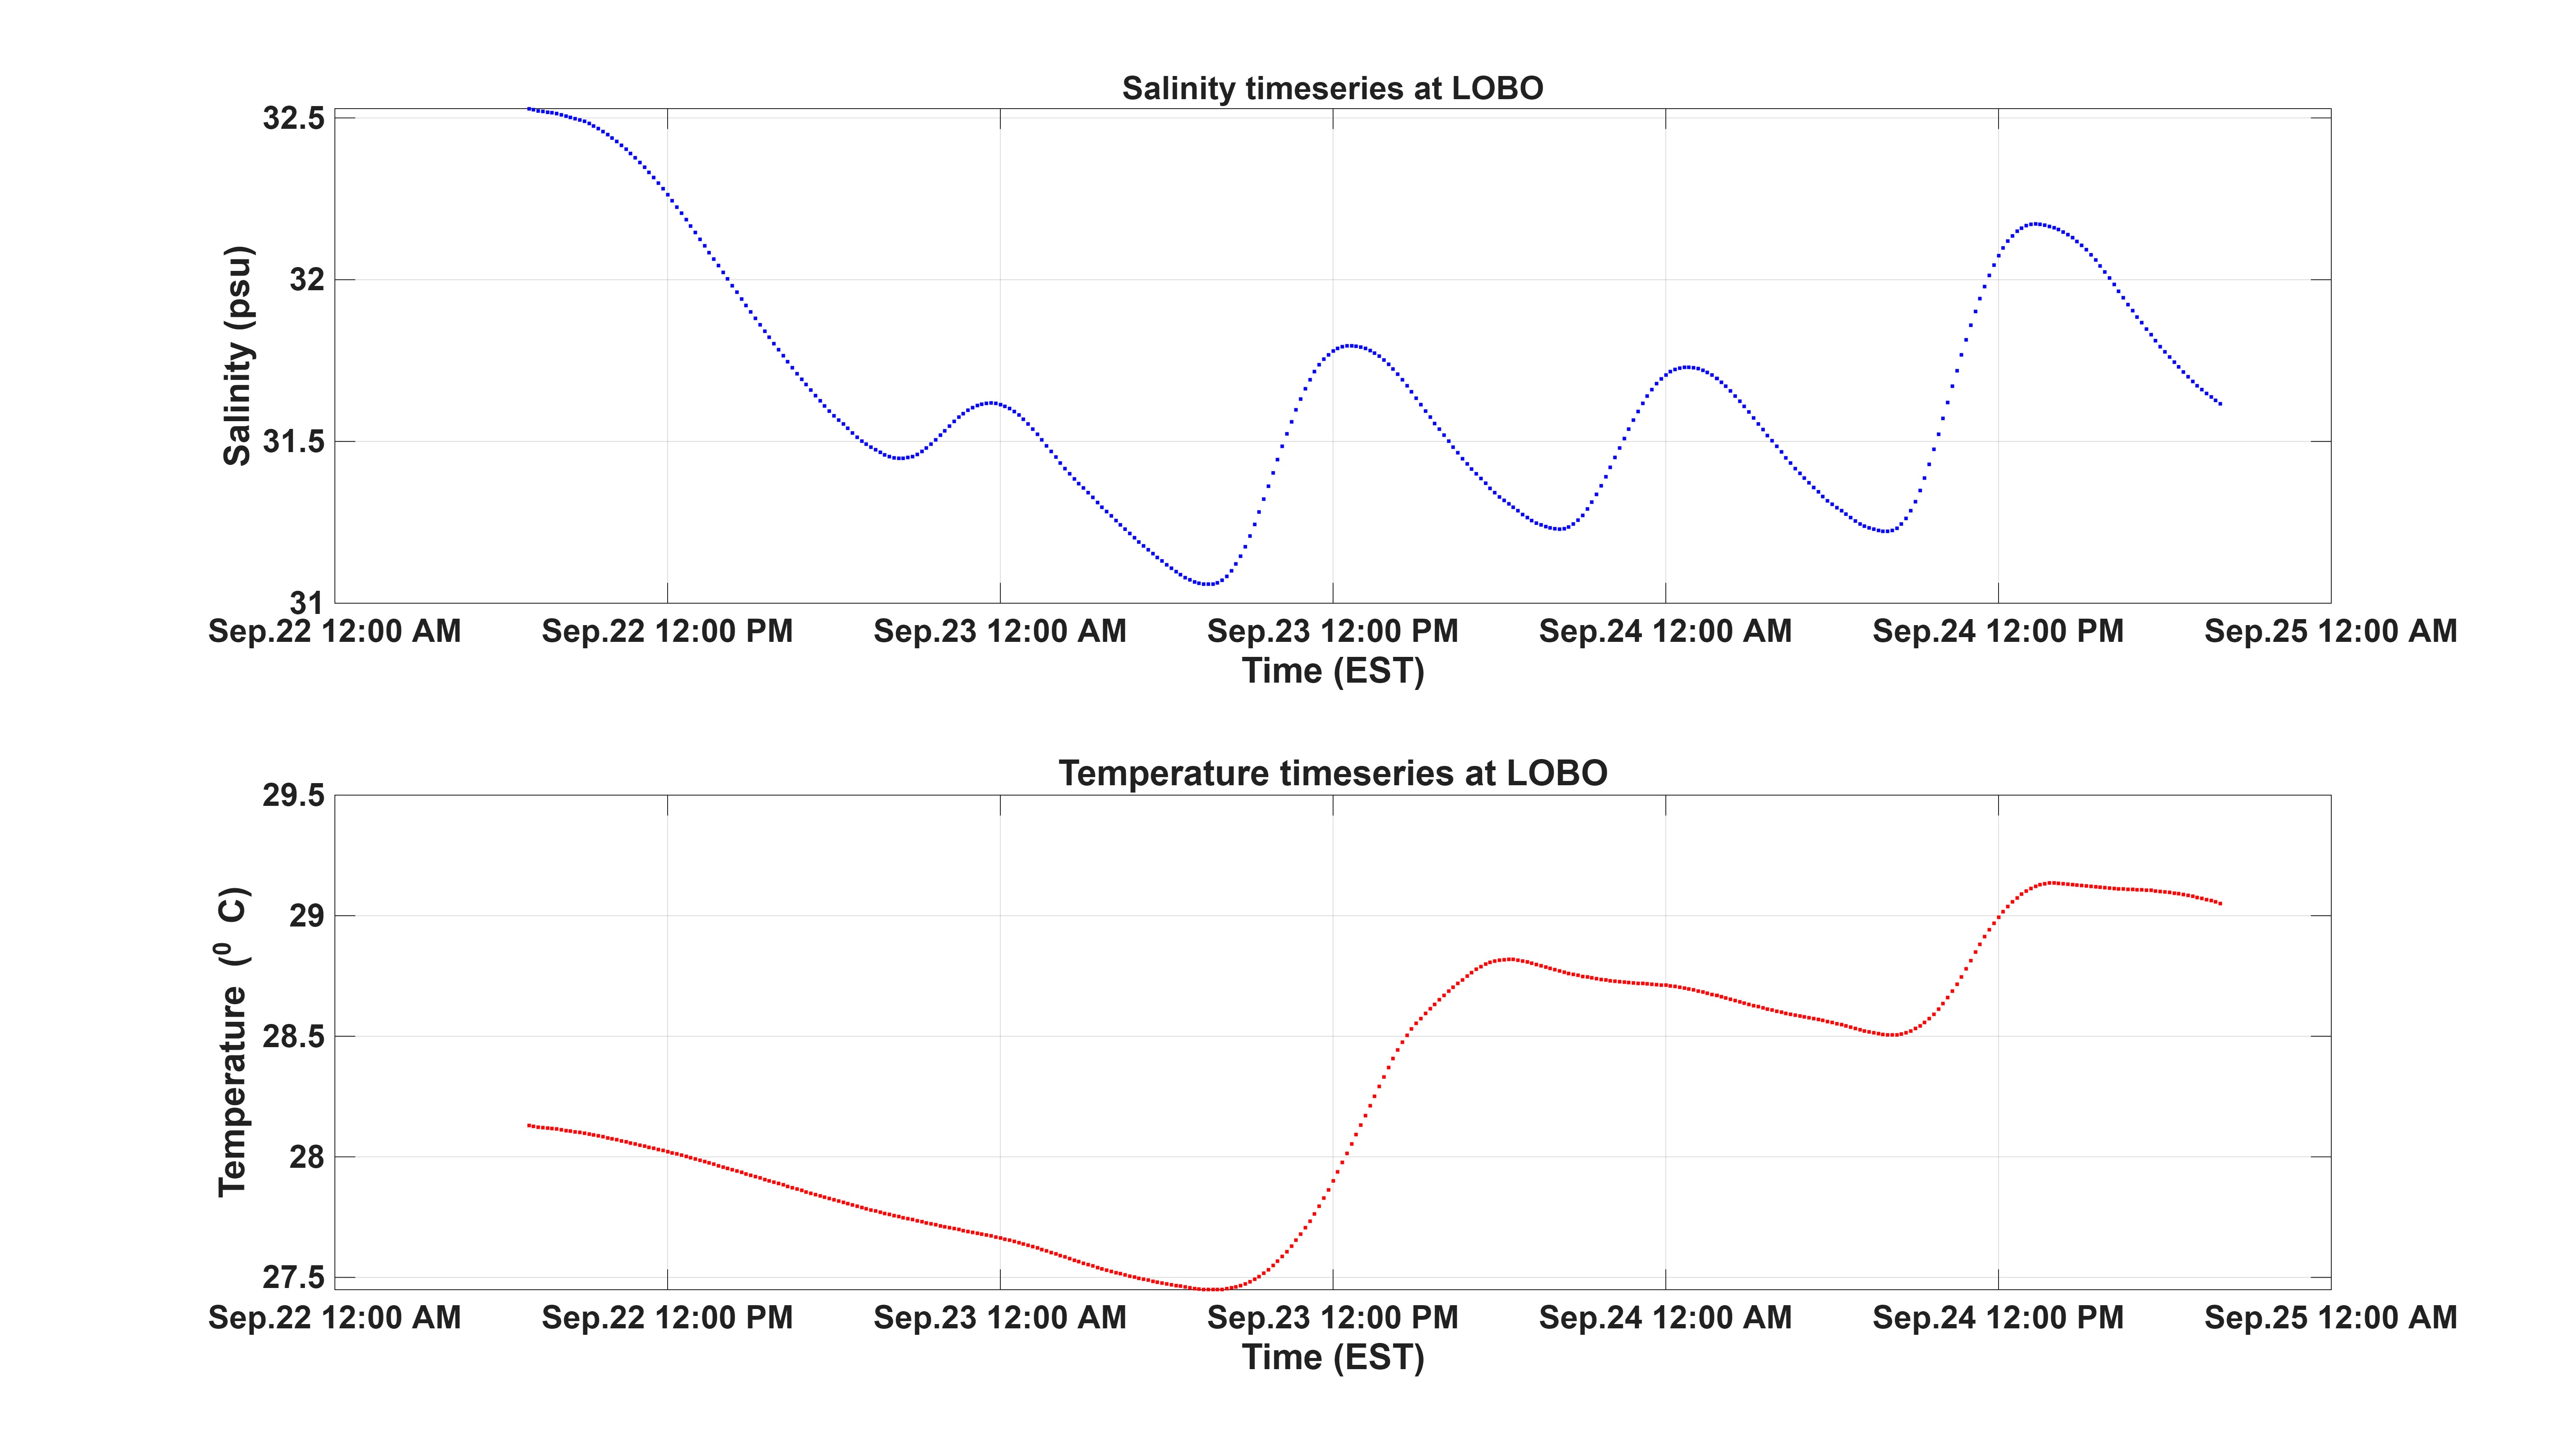 Salinity timeseries at LOBO
32.5
32
31.5
31
Salinity (psu)
Sep.22 12:00 AM
Sep.22 12:00 PM
Sep.23 12:00 AM
Sep.23 12:00 PM
Sep.24 12:00 AM
Sep.24 12:00 PM
Sep.25 12:00 AM
Time (EST)
Temperature timeseries at LOBO
29.5
29
28.5
28
27.5
Temperature (⁰ C)
Sep.22 12:00 AM
Sep.22 12:00 PM
Sep.23 12:00 AM
Sep.23 12:00 PM
Sep.24 12:00 AM
Sep.24 12:00 PM
Sep.25 12:00 AM
Time (EST)